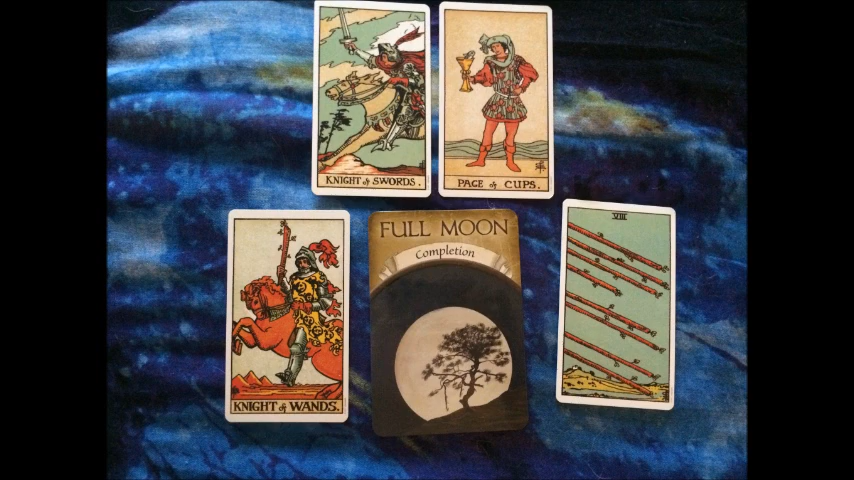 KNIGHT of SWORDS.
PAGE of CUPS.
KNIGHT of WANDS.
FULL MOON
Completion
VIII